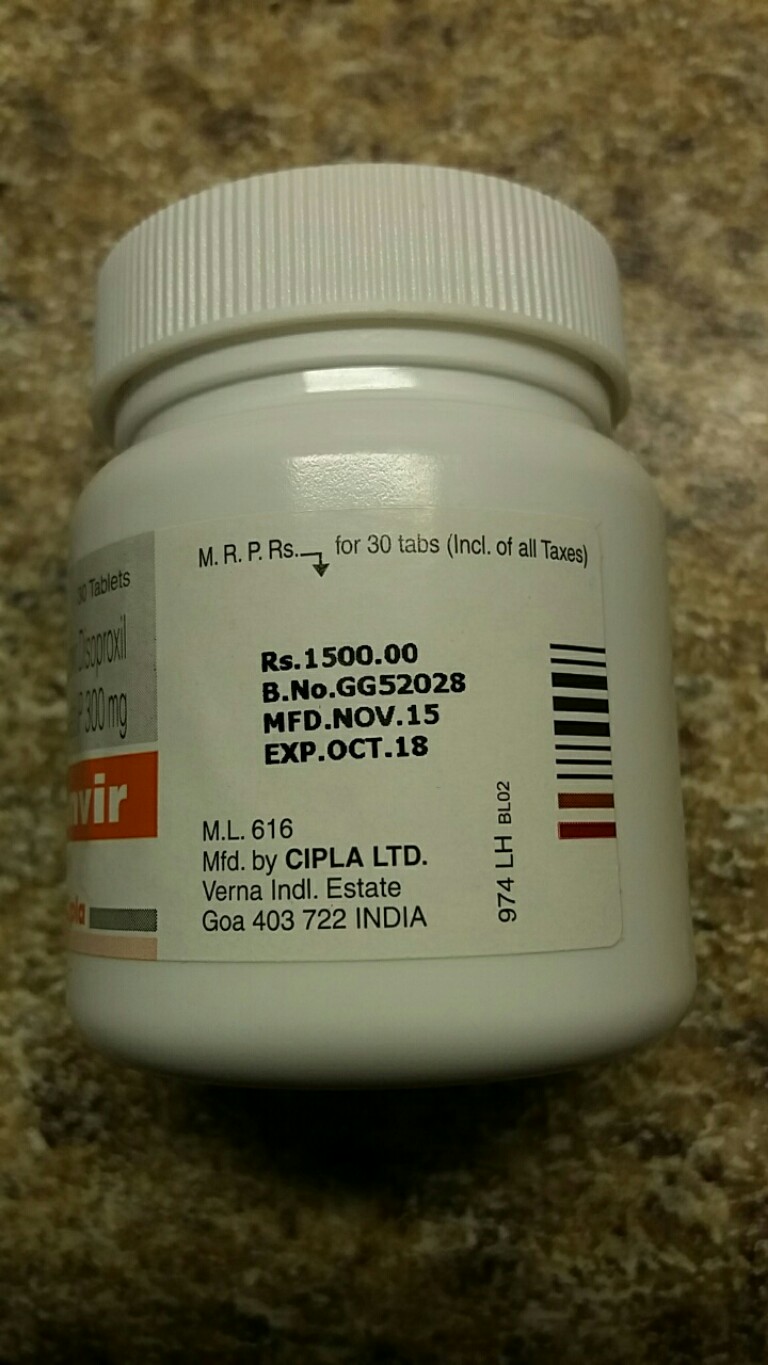 30 Tablets
Disoproxil
300 mg
vir
M. R. P. Rs. for 30 tabs (Incl. of all Taxes)
Rs.1500.00
B.No.GG52028
MFD.NOV.15
EXP.OCT.18
M.L. 616
Mfd. by CIPLA LTD.
Verna Indl. Estate
Goa 403 722 INDIA
974 LH BL02